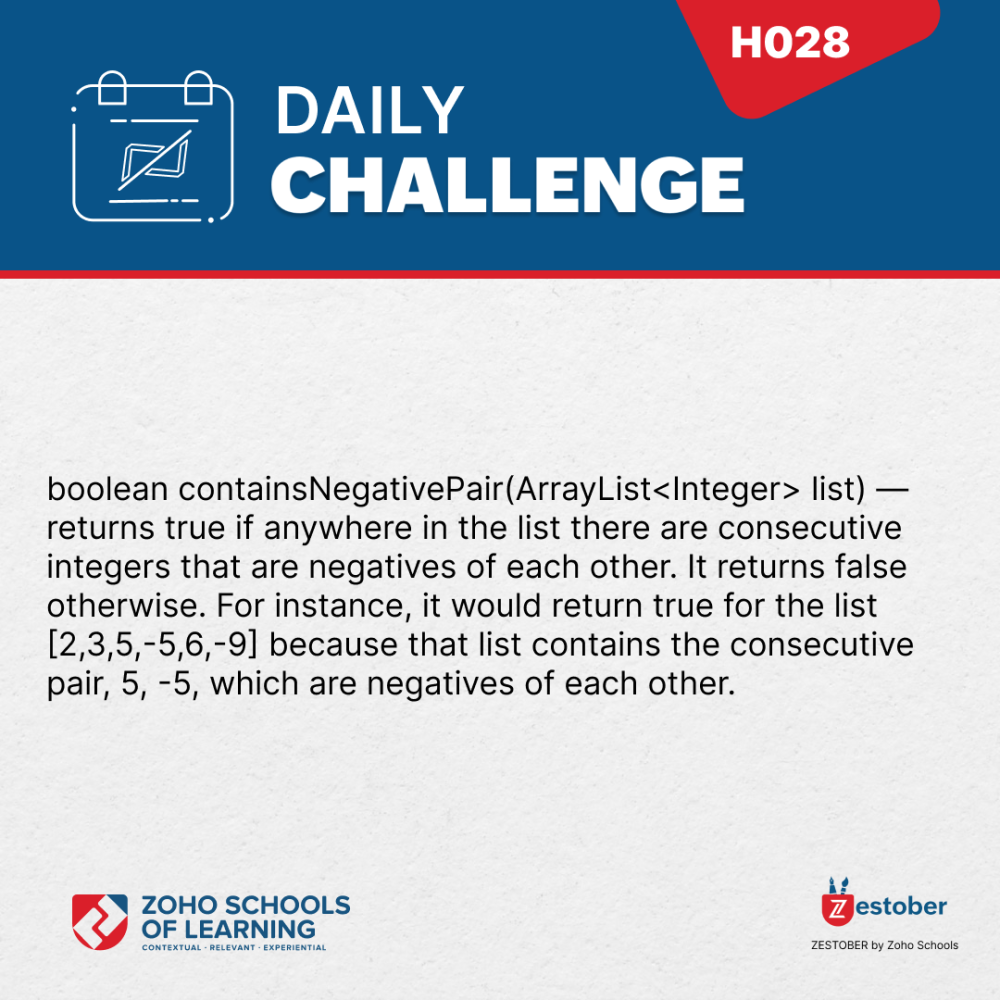 H028
DAILY
CHALLENGE
boolean containsNegativePair(ArrayList<Integer> list) —
returns true if anywhere in the list there are consecutive
integers that are negatives of each other. It returns false
otherwise. For instance, it would return true for the list
[2,3,5,-5,6,-9] because that list contains the consecutive
pair, 5, -5, which are negatives of each other.
ZOHO SCHOOLS
OF LEARNING
CONTEXTUAL · RELEVANT · EXPERIENTIAL
Zestober
ZESTOBER by Zoho Schools